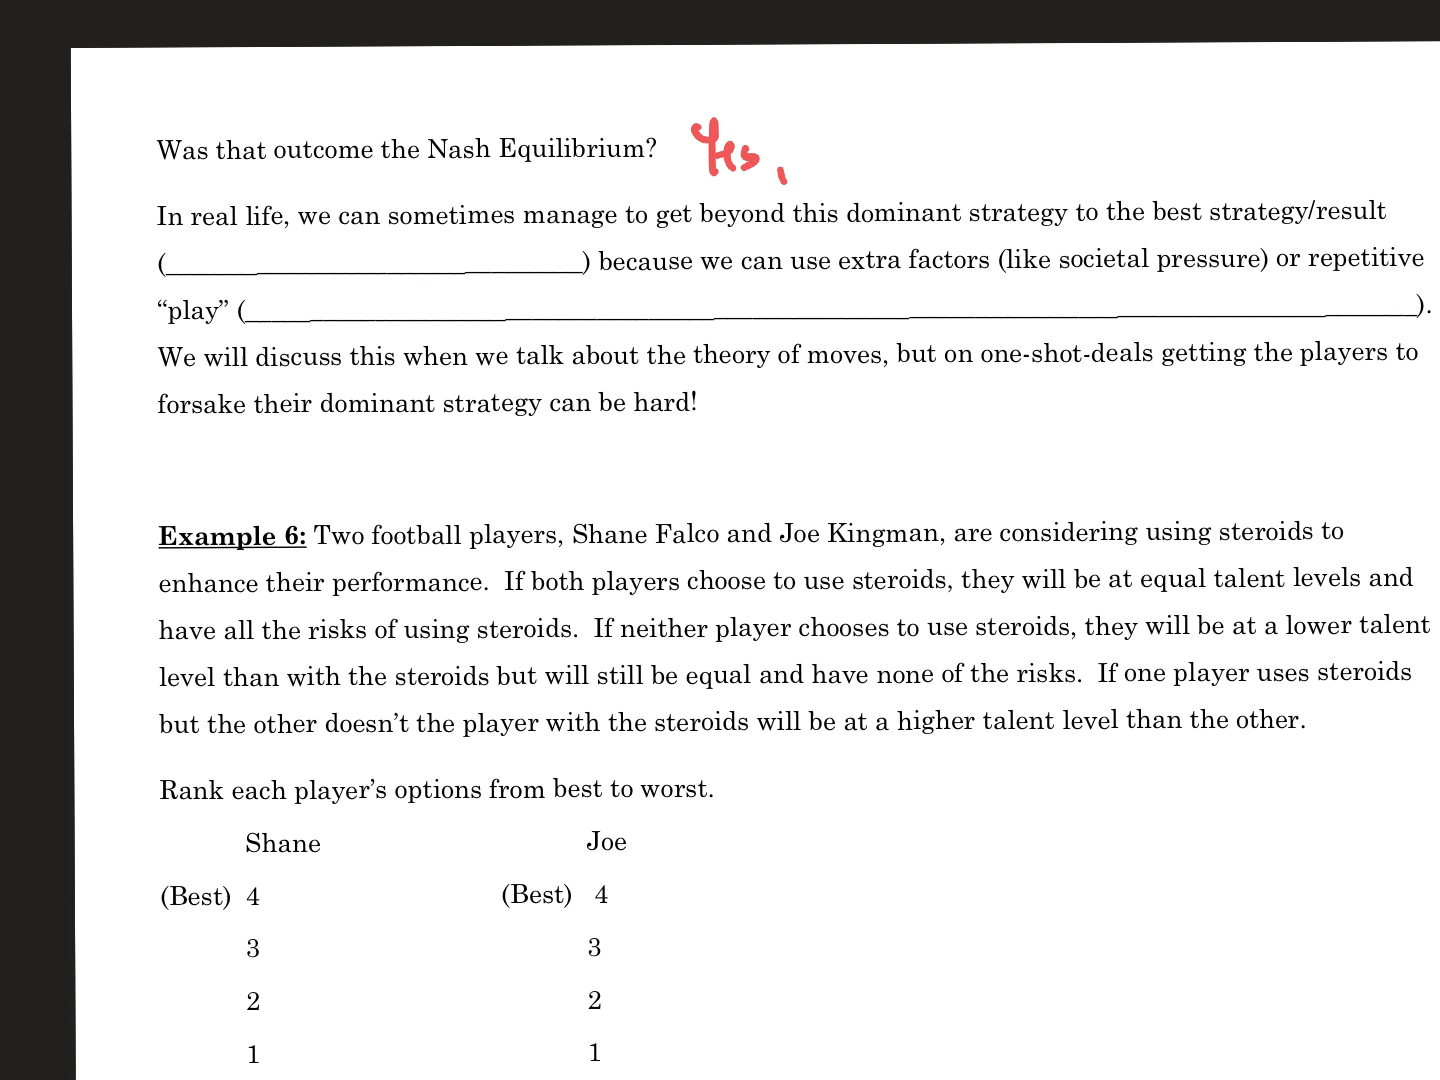 Was that outcome the Nash Equilibrium? Yes,
In real life, we can sometimes manage to get beyond this dominant strategy to the best strategy/result
(________________________________) because we can use extra factors (like societal pressure) or repetitive
“play” (__________________________________________________________________________________________).
We will discuss this when we talk about the theory of moves, but on one-shot-deals getting the players to
forsake their dominant strategy can be hard!
Example 6: Two football players, Shane Falco and Joe Kingman, are considering using steroids to
enhance their performance.  If both players choose to use steroids, they will be at equal talent levels and
have all the risks of using steroids.  If neither player chooses to use steroids, they will be at a lower talent
level than with the steroids but will still be equal and have none of the risks.  If one player uses steroids
but the other doesn’t the player with the steroids will be at a higher talent level than the other.
Rank each player’s options from best to worst.
Shane Joe
(Best) 4 (Best) 4
3 3
2 2
1 1